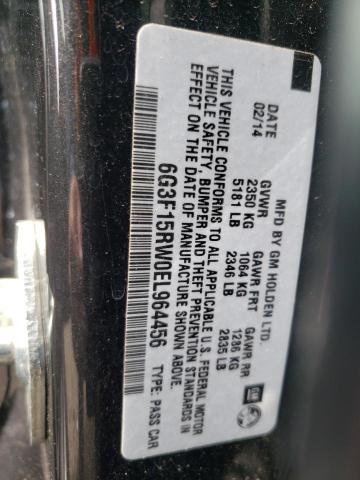 MFD BY GM HOLDEN LTD.
DATE GVWR GAWR FRT GAWR RR
02/14 2350 KG 1064 KG 1286 KG
5181 LB 2346 LB 2835 LB
THIS VEHICLE CONFORMS TO ALL APPLICABLE U.S. FEDERAL MOTOR
VEHICLE SAFETY, BUMPER AND THEFT PREVENTION STANDARDS IN
EFFECT ON THE DATE OF MANUFACTURE SHOWN ABOVE.
6G3F15RW0EL964456 TYPE: PASS CAR
GM